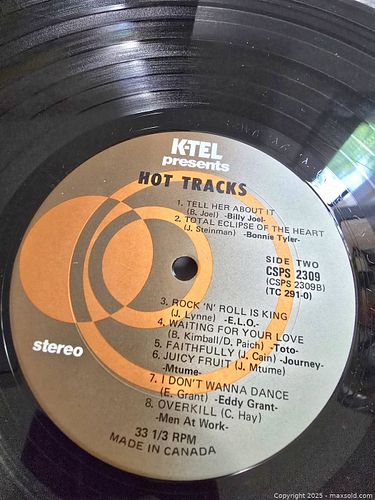 K-TEL
presents
HOT TRACKS
1. TELL HER ABOUT IT
(B. Joel) -Billy Joel-
2. TOTAL ECLIPSE OF THE HEART
(J. Steinman) -Bonnie Tyler-
SIDE TWO
CSPS 2309
(CSPS 2309B)
(TC 291-0)
3. ROCK 'N' ROLL IS KING
(J. Lynne) -E.L.O.-
4. WAITING FOR YOUR LOVE
(B. Kimball/D. Paich) -Toto-
5. FAITHFULLY (J. Cain) -Journey-
6. JUICY FRUIT (J. Mtume)
-Mtume-
7. I DON'T WANNA DANCE
(E. Grant) -Eddy Grant-
8. OVERKILL (C. Hay)
-Men At Work-
stereo
33 1/3 RPM
MADE IN CANADA
Copyright 2025 - maxsold.com